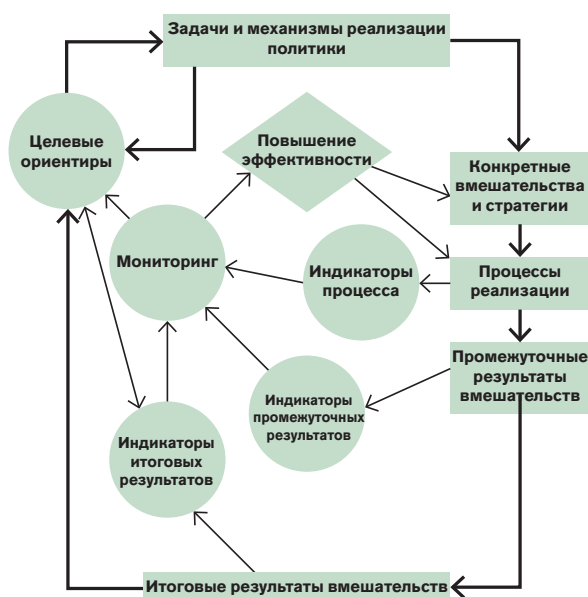 Задачи и механизмы реализации
политики
Целевые
ориентиры
Повышение
эффективности
Конкретные
вмешательства
и стратегии
Мониторинг
Индикаторы
процесса
Процессы
реализации
Промежуточные
результаты
вмешательств
Индикаторы
промежуточных
результатов
Индикаторы
итоговых
результатов
Итоговые результаты вмешательств